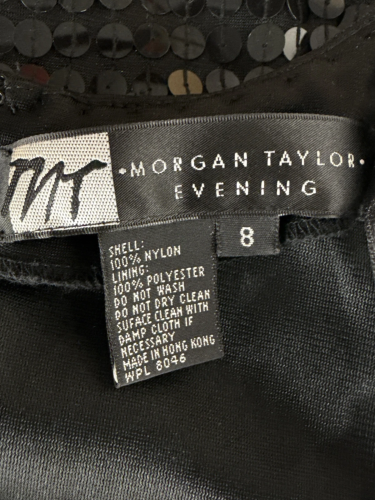 MT
•MORGAN TAYLOR•
EVENING
8
SHELL:
100% NYLON
LINING:
100% POLYESTER
DO NOT WASH
DO NOT DRY CLEAN
SUFACE CLEAN WITH
DAMP CLOTH IF
NECESSARY
MADE IN HONG KONG
WPL 8046